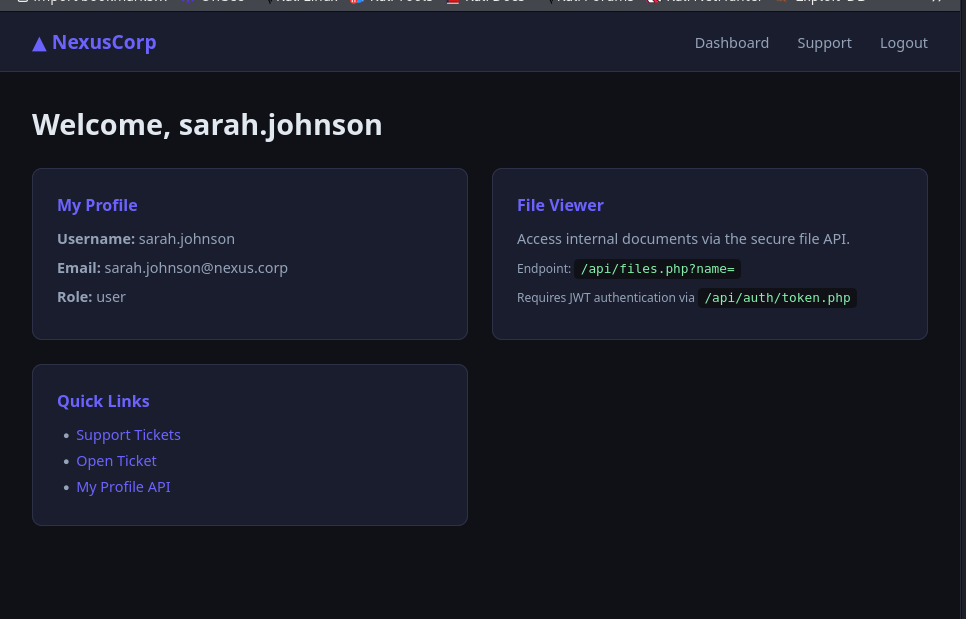 NexusCorp
Dashboard Support Logout
Welcome, sarah.johnson
My Profile
Username: sarah.johnson
Email: sarah.johnson@nexus.corp
Role: user
File Viewer
Access internal documents via the secure file API.
Endpoint: /api/files.php?name=
Requires JWT authentication via /api/auth/token.php
Quick Links
Support Tickets
Open Ticket
My Profile API